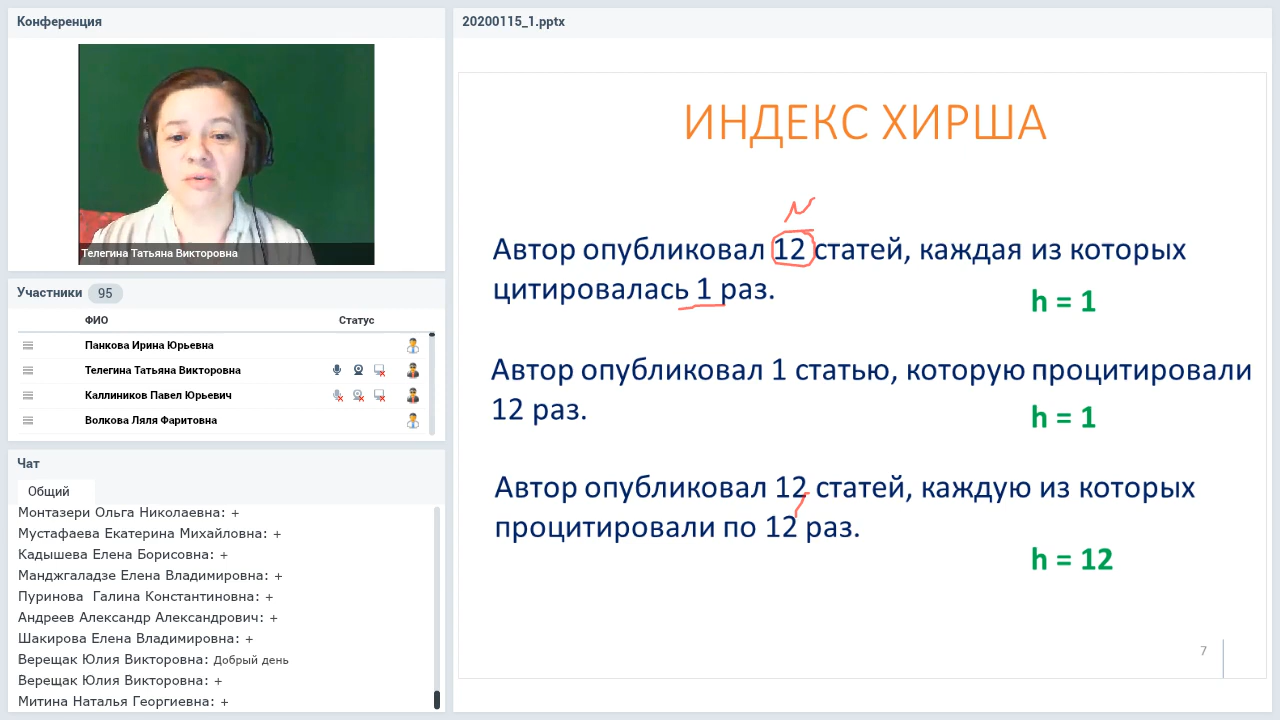 Конференция
Телегина Татьяна Викторовна
Участники 95
ФИО Статус
Панкова Ирина Юрьевна
Телегина Татьяна Викторовна
Каллиников Павел Юрьевич
Волкова Ляля Фаритовна
Чат
Общий
Монтазери Ольга Николаевна: +
Мустафаева Екатерина Михайловна: +
Кадышева Елена Борисовна: +
Манджгаладзе Елена Владимировна: +
Пуринова Галина Константиновна: +
Андреев Александр Александрович: +
Шакирова Елена Владимировна: +
Верещак Юлия Викторовна: Добрый день
Верещак Юлия Викторовна: +
Митина Наталья Георгиевна: +
20200115_1.pptx
ИНДЕКС ХИРША
N
Автор опубликовал 12 статей, каждая из которых
цитировалась 1 раз.
h = 1
Автор опубликовал 1 статью, которую процитировали
12 раз.
h = 1
Автор опубликовал 12 статей, каждую из которых
процитировали по 12 раз.
h = 12
7